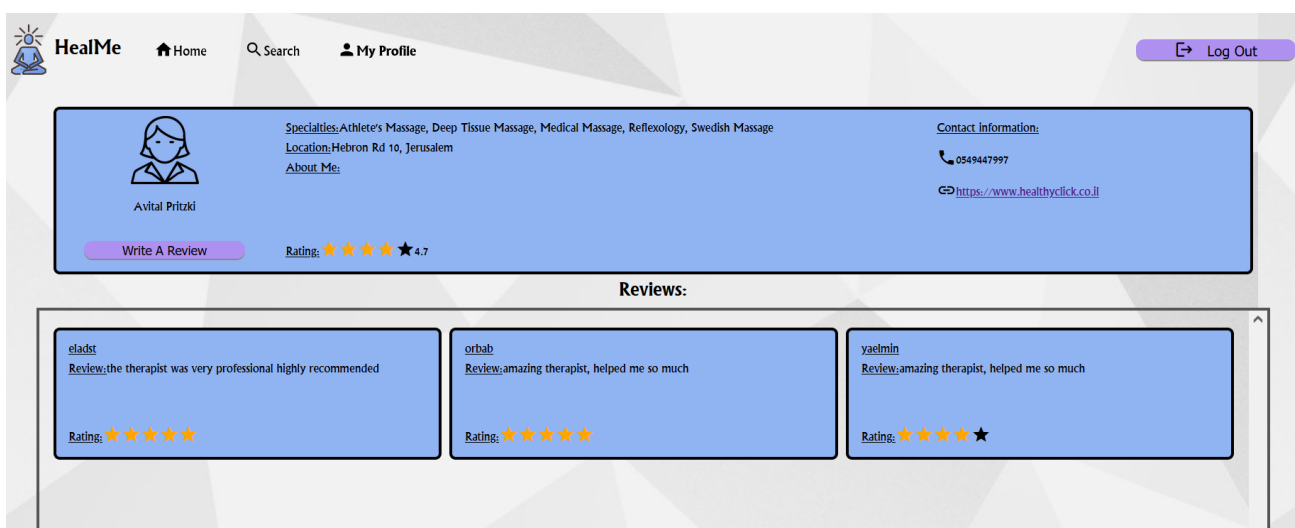 HealMe
Home
Search
My Profile
Log Out
Avital Pritzki
Write A Review
Specialties:Athlete's Massage, Deep Tissue Massage, Medical Massage, Reflexology, Swedish Massage
Location:Hebron Rd 10, Jerusalem
About Me:
Rating: 4.7
Contact information:
0549447997
https://www.healthyclick.co.il
Reviews:
eladst
Review:the therapist was very professional highly recommended
Rating:
orbab
Review:amazing therapist, helped me so much
Rating:
yaelmin
Review:amazing therapist, helped me so much
Rating: